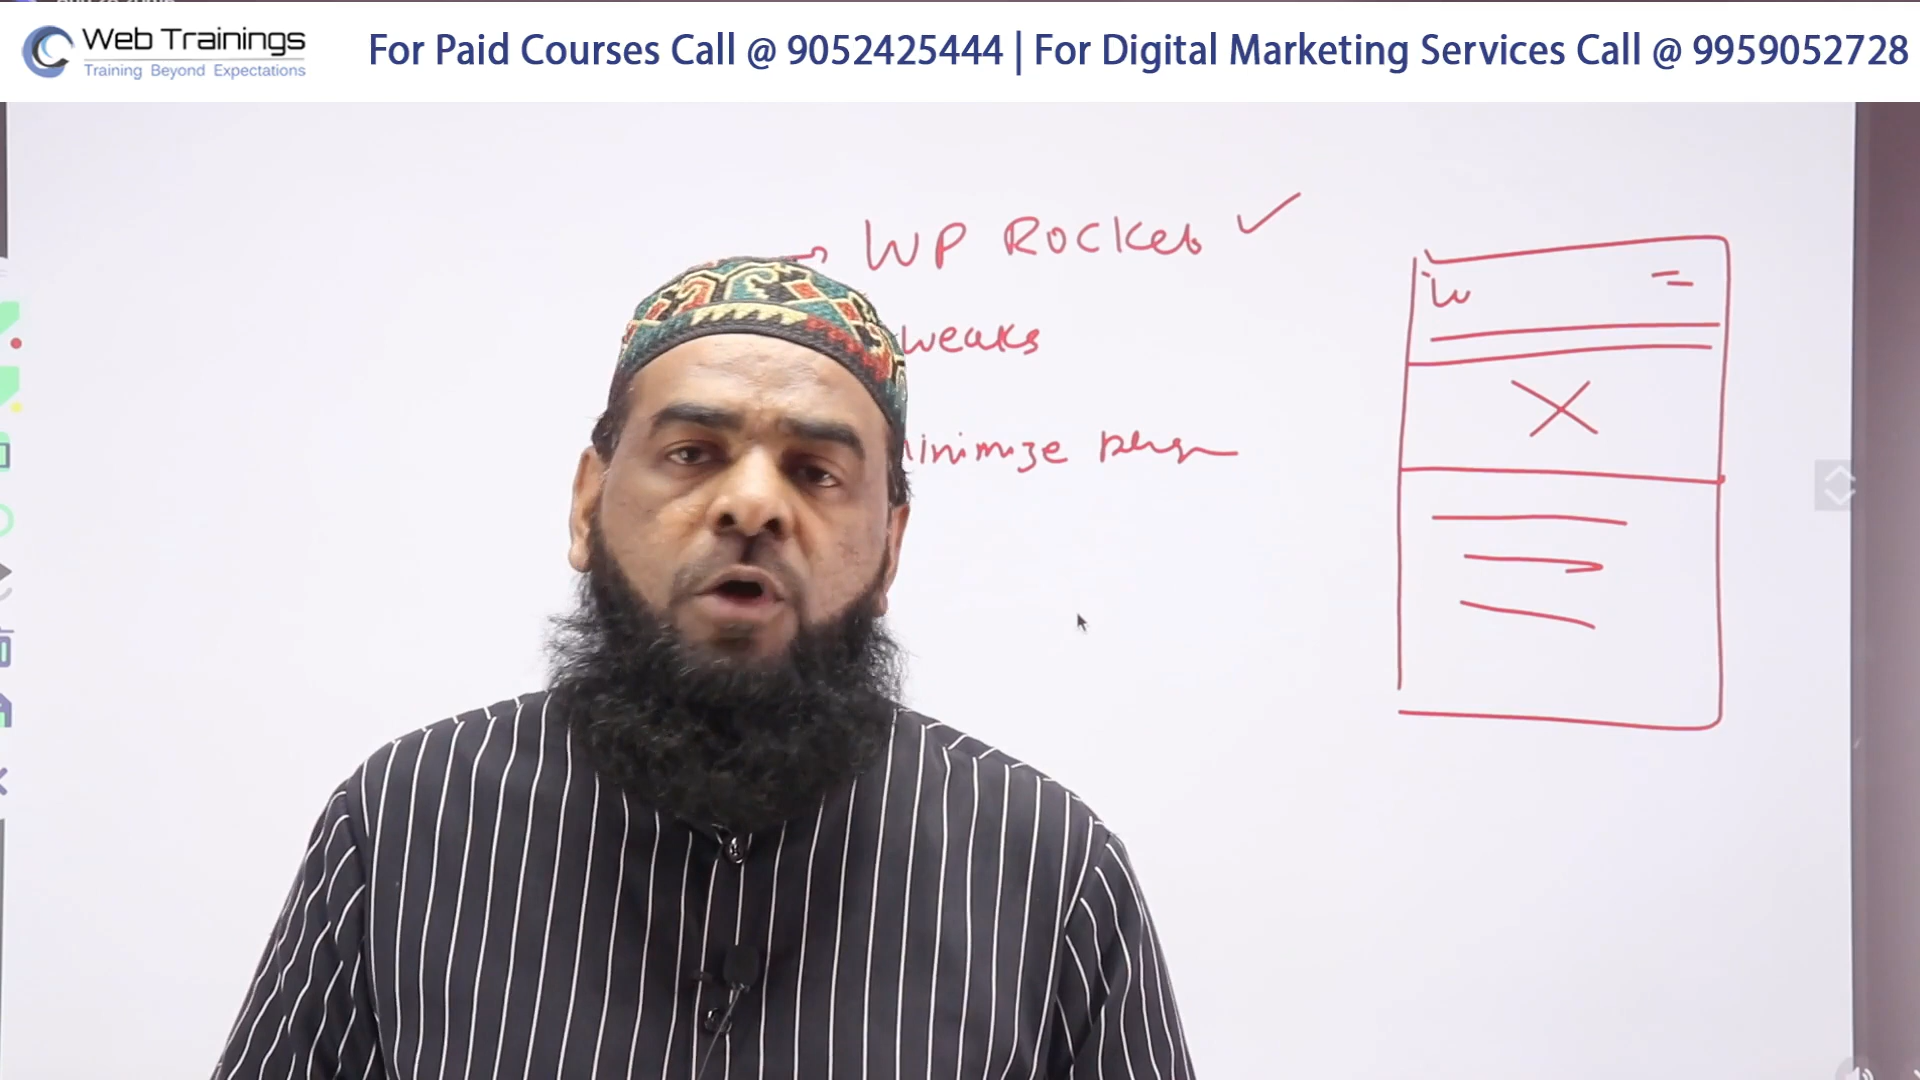 Web Trainings
Training Beyond Expectations
For Paid Courses Call @ 9052425444 | For Digital Marketing Services Call @ 9959052728
WP ROCKet
weaks
inimize
W